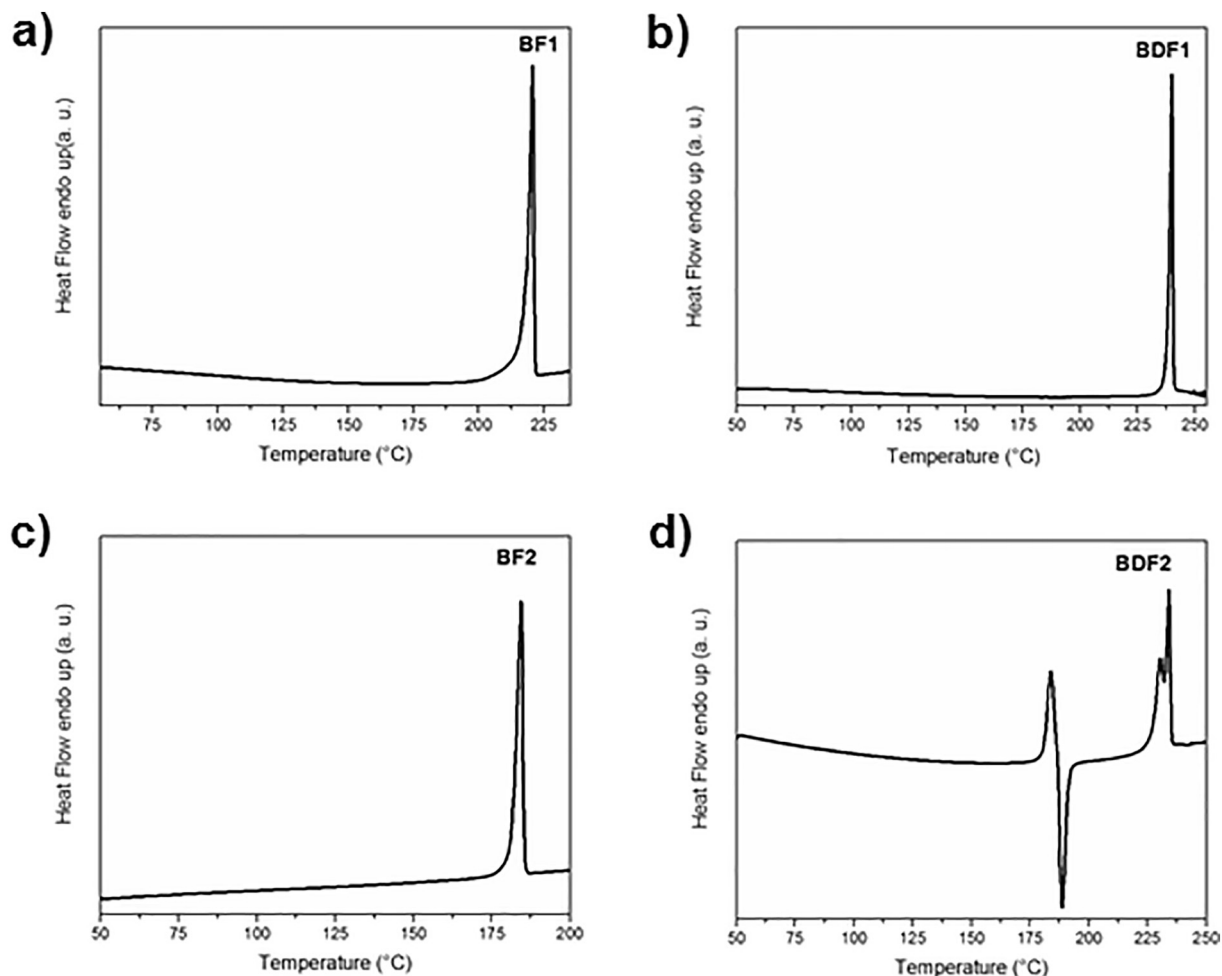 a)
BF1
Heat Flow endo up(a. u.)
75 100 125 150 175 200 225
Temperature (°C)
b)
BDF1
Heat Flow endo up (a. u.)
50 75 100 125 150 175 200 225 250
Temperature (°C)
c)
BF2
Heat Flow endo up (a. u.)
50 75 100 125 150 175 200
Temperature (°C)
d)
BDF2
Heat Flow endo up (a. u.)
50 75 100 125 150 175 200 225 250
Temperature (°C)